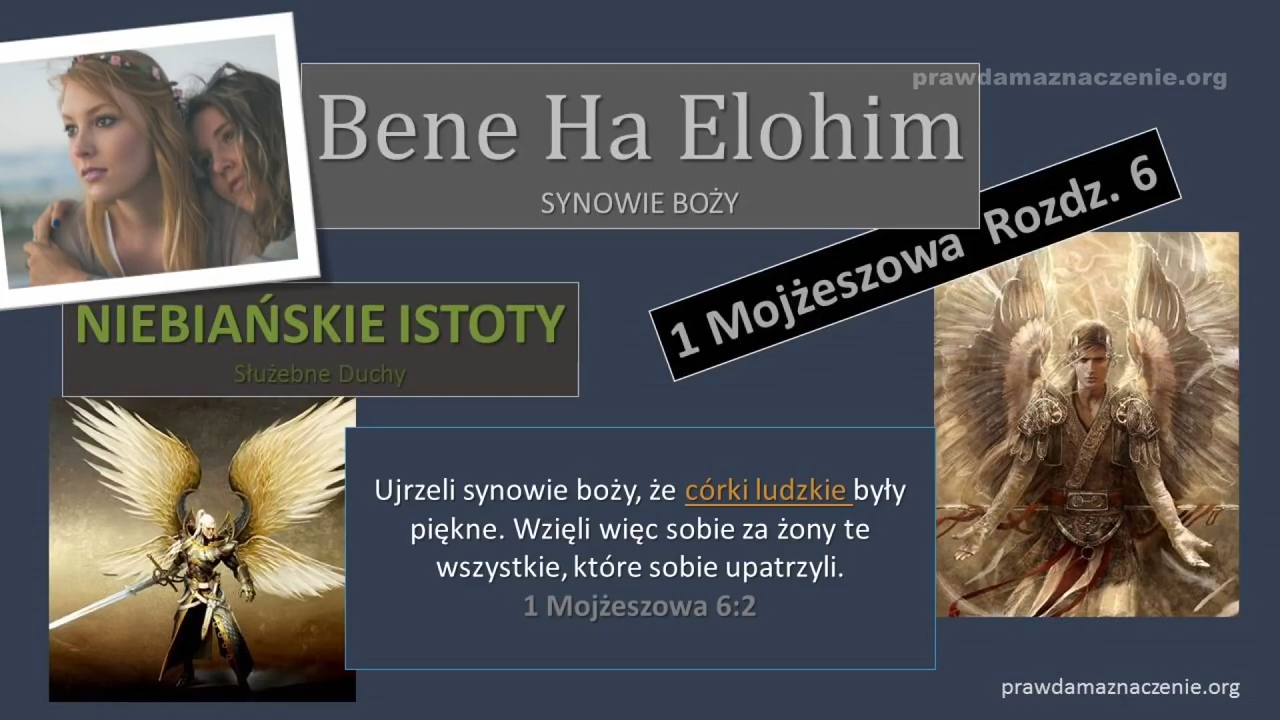 prawdamaznaczenie.org
Bene Ha Elohim
SYNOWIE BOŻY
1 Mojżeszowa Rozdz. 6
NIEBIAŃSKIE ISTOTY
Służebne Duchy
Ujrzeli synowie boży, że córki ludzkie były
piękne. Wzięli więc sobie za żony te
wszystkie, które sobie upatrzyli.
1 Mojżeszowa 6:2
prawdamaznaczenie.org